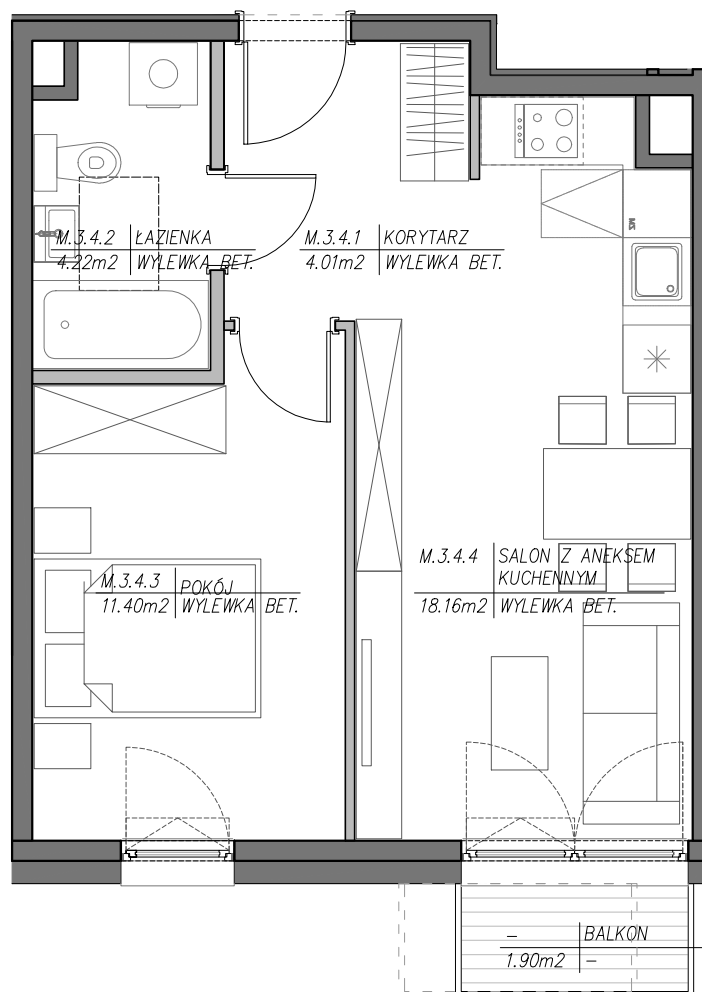 M.3.4.2 ŁAZIENKA
4.22m2 WYLEWKA BET.
M.3.4.1 KORYTARZ
4.01m2 WYLEWKA BET.
MZ
M.3.4.4 SALON Z ANEKSEM
KUCHENNYM
18.16m2 WYLEWKA BET.
M.3.4.3 POKÓJ
11.40m2 WYLEWKA BET.
– BALKON
1.90m2 –